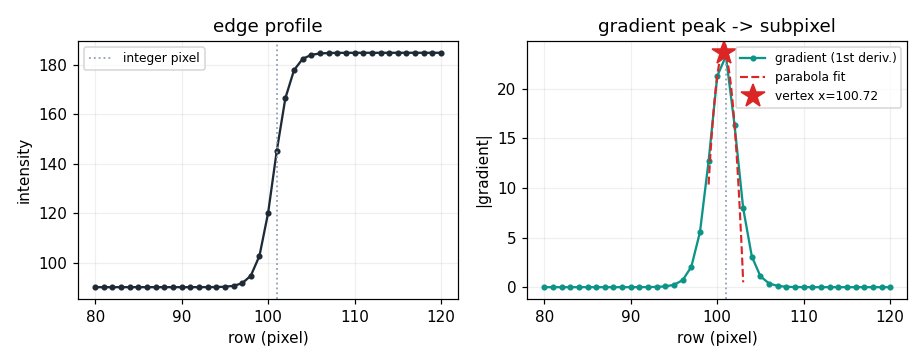 edge profile
integer pixel
180
160
140
120
100
intensity
80
90
100
110
120
row (pixel)
gradient peak -> subpixel
gradient (1st deriv.)
parabola fit
vertex x=100.72
20
15
10
5
0
|gradient|
80
90
100
110
120
row (pixel)